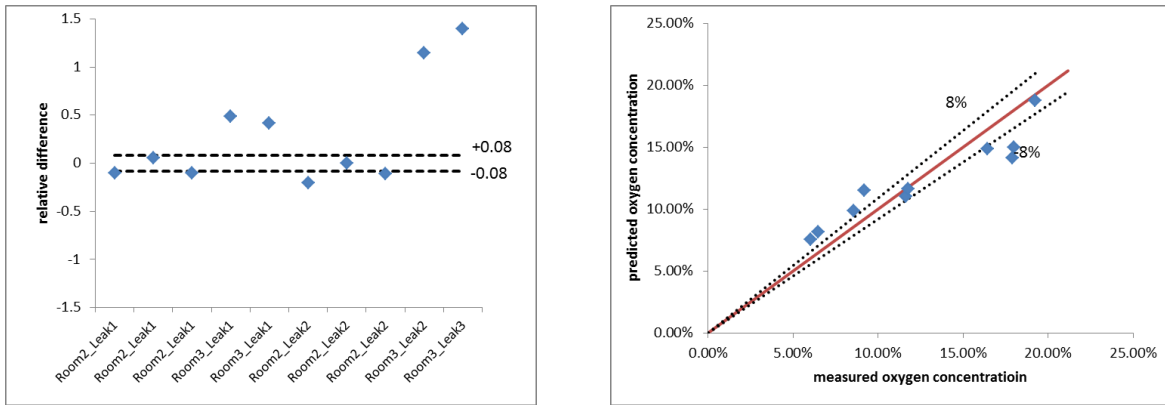 relative difference
1.5
1
0.5
0
-0.5
-1
-1.5
+0.08
-0.08
Room2_Leak1
Room2_Leak1
Room2_Leak1
Room3_Leak1
Room3_Leak1
Room2_Leak2
Room2_Leak2
Room2_Leak2
Room3_Leak2
Room3_Leak3
predicted oxygen concentration
25.00%
20.00%
15.00%
10.00%
5.00%
0.00%
8%
-8%
0.00%
5.00%
10.00%
15.00%
20.00%
25.00%
measured oxygen concentratioin